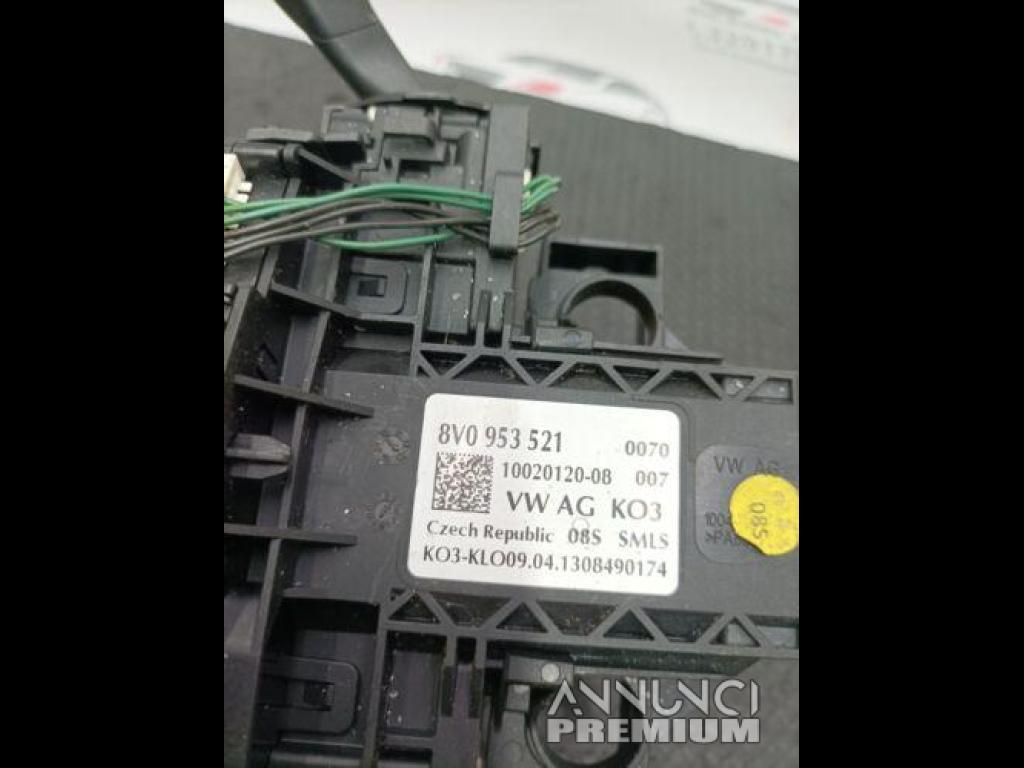 8V0 953 521 0070
10020120-08 007
VW AG KO3
Czech Republic 08S SMLS
KO3-KLO09.04.1308490174
VW AG
08S
ANNUNCI
PREMIUM